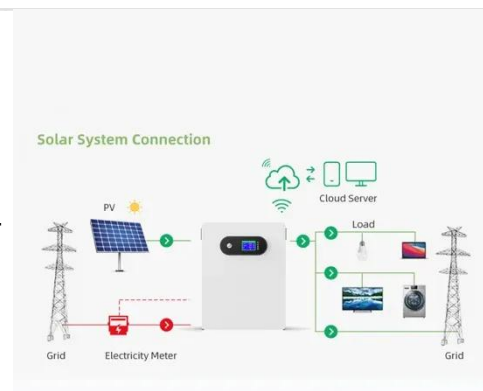 Solar System Connection
Cloud Server
PV
Load
Grid
Electricity Meter
Grid